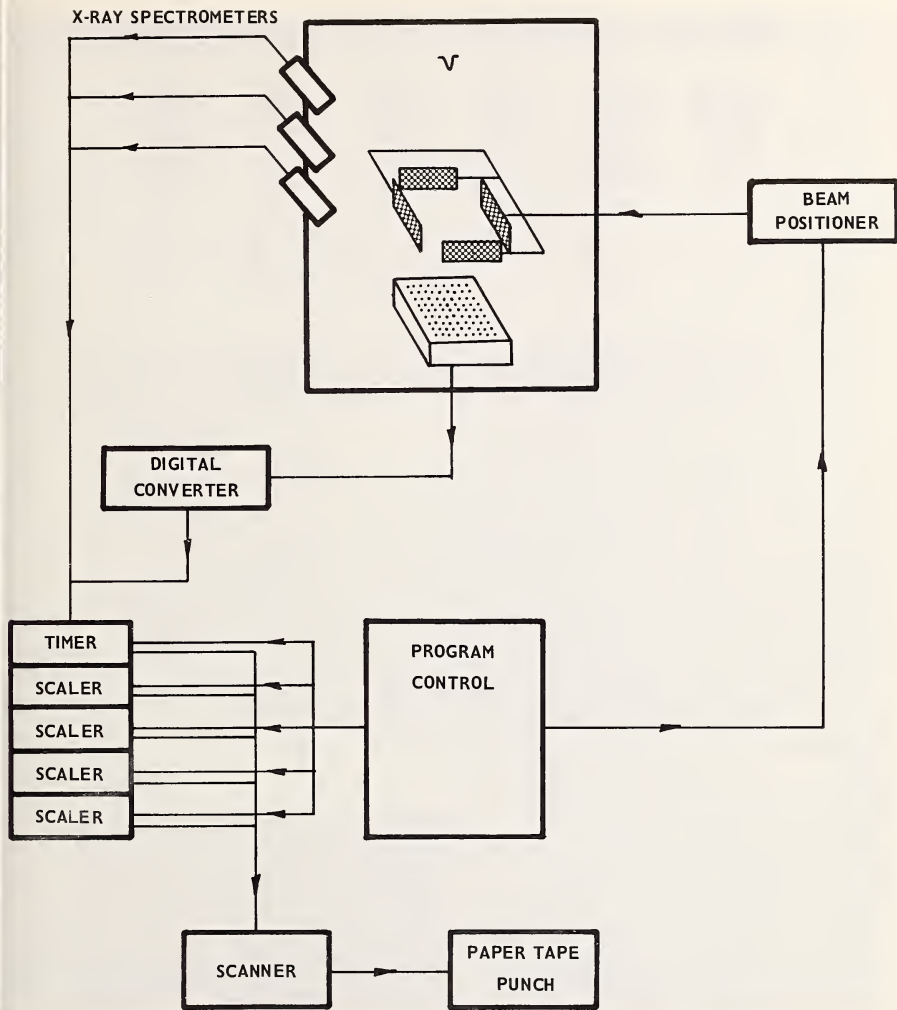 X-RAY SPECTROMETERS
BEAM
POSITIONER
DIGITAL
CONVERTER
TIMER
SCALER
SCALER
SCALER
SCALER
PROGRAM
CONTROL
SCANNER
PAPER TAPE
PUNCH